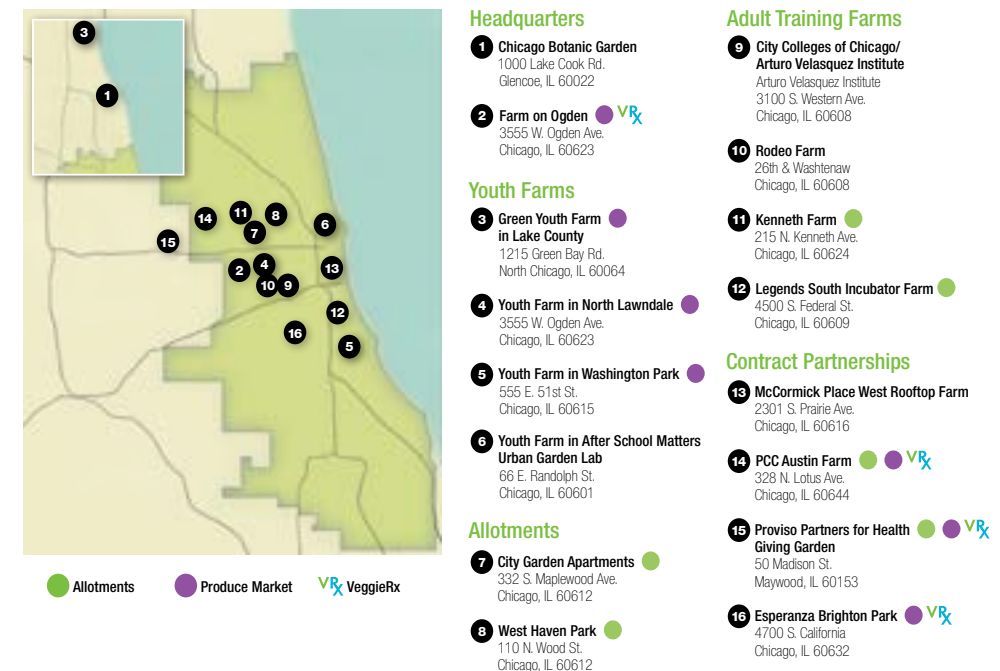 3
1
14
11
8
7
6
15
2
4
13
10
9
12
16
5
Allotments
Produce Market
VRx VeggieRx
Headquarters
1 Chicago Botanic Garden
1000 Lake Cook Rd.
Glencoe, IL 60022
2 Farm on Ogden VRx
3555 W. Ogden Ave.
Chicago, IL 60623
Youth Farms
3 Green Youth Farm
in Lake County
1215 Green Bay Rd.
North Chicago, IL 60064
4 Youth Farm in North Lawndale
3555 W. Ogden Ave.
Chicago, IL 60623
5 Youth Farm in Washington Park
555 E. 51st St.
Chicago, IL 60615
6 Youth Farm in After School Matters
Urban Garden Lab
66 E. Randolph St.
Chicago, IL 60601
Allotments
7 City Garden Apartments
332 S. Maplewood Ave.
Chicago, IL 60612
8 West Haven Park
110 N. Wood St.
Chicago, IL 60612
Adult Training Farms
9 City Colleges of Chicago/
Arturo Velasquez Institute
Arturo Velasquez Institute
3100 S. Western Ave.
Chicago, IL 60608
10 Rodeo Farm
26th & Washtenaw
Chicago, IL 60608
11 Kenneth Farm
215 N. Kenneth Ave.
Chicago, IL 60624
12 Legends South Incubator Farm
4500 S. Federal St.
Chicago, IL 60609
Contract Partnerships
13 McCormick Place West Rooftop Farm
2301 S. Prairie Ave.
Chicago, IL 60616
14 PCC Austin Farm VRx
328 N. Lotus Ave.
Chicago, IL 60644
15 Proviso Partners for Health VRx
Giving Garden
50 Madison St.
Maywood, IL 60153
16 Esperanza Brighton Park VRx
4700 S. California
Chicago, IL 60632